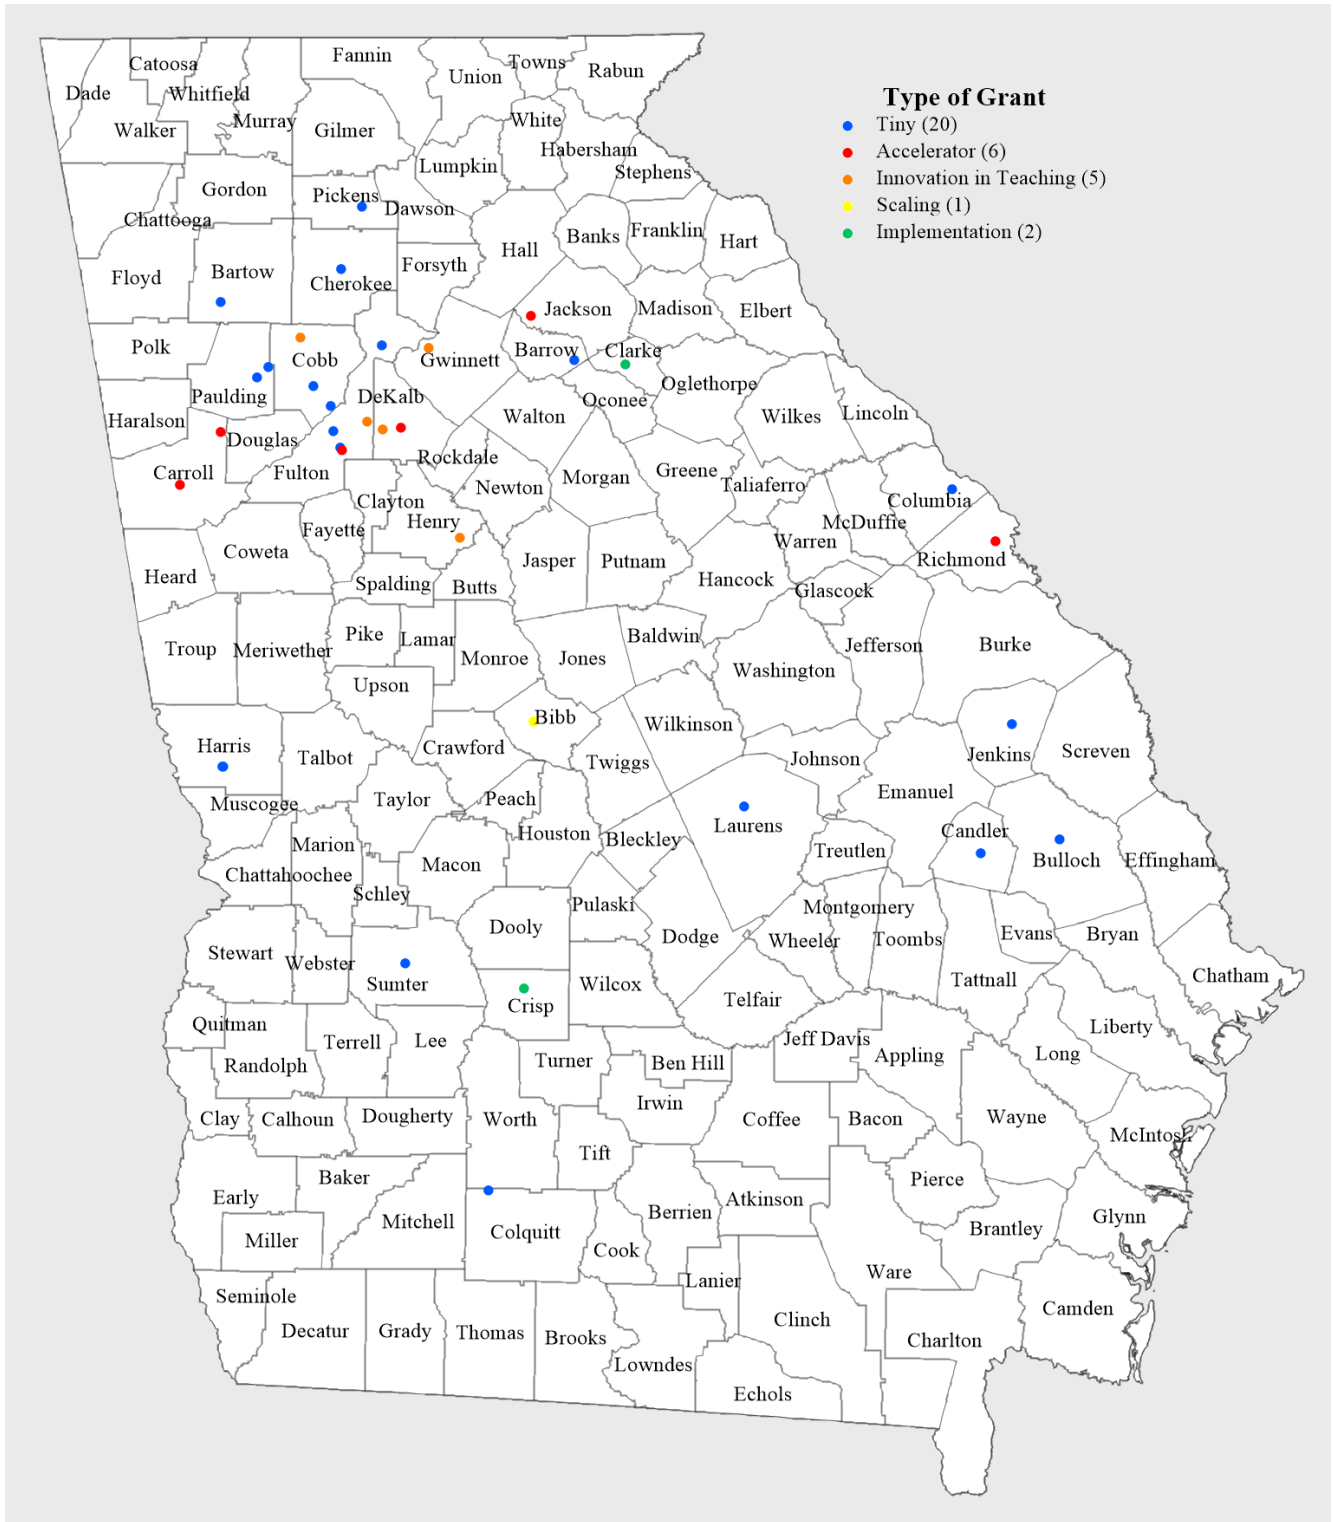 Type of Grant
Tiny (20)
Accelerator (6)
Innovation in Teaching (5)
Scaling (1)
Implementation (2)
Fannin
Towns
Catoosa
Union
Rabun
Dade
Whitfield
Murray
White
Walker
Gilmer
Habersham
Lumpkin
Stephens
Gordon
Pickens
Dawson
Chattooga
Hall
Banks
Franklin
Hart
Floyd
Bartow
Cherokee
Forsyth
Jackson
Madison
Elbert
Polk
Cobb
Gwinnett
Barrow
Clarke
Paulding
DeKalb
Oconee
Oglethorpe
Haralson
Douglas
Walton
Wilkes
Lincoln
Carroll
Fulton
Rockdale
Newton
Morgan
Greene
Taliaferro
Columbia
Clayton
Fayette
Henry
McDuffie
Warren
Coweta
Jasper
Putnam
Richmond
Heard
Spalding
Butts
Hancock
Glascock
Troup
Meriwether
Pike
Lamar
Monroe
Jones
Baldwin
Washington
Jefferson
Burke
Upson
Bibb
Wilkinson
Harris
Talbot
Crawford
Twiggs
Johnson
Jenkins
Screven
Muscogee
Taylor
Peach
Emanuel
Houston
Laurens
Marion
Bleckley
Candler
Treutlen
Bulloch
Effingham
Chattahoochee
Macon
Schley
Pulaski
Montgomery
Dooly
Dodge
Wheeler
Toombs
Evans
Bryan
Stewart
Webster
Sumter
Crisp
Wilcox
Telfair
Tattnall
Chatham
Quitman
Terrell
Lee
Jeff Davis
Appling
Liberty
Randolph
Turner
Ben Hill
Long
Clay
Calhoun
Dougherty
Worth
Irwin
Coffee
Bacon
Wayne
McIntosh
Tift
Baker
Early
Mitchell
Colquitt
Berrien
Atkinson
Pierce
Brantley
Glynn
Miller
Cook
Lanier
Ware
Seminole
Decatur
Grady
Thomas
Brooks
Clinch
Charlton
Camden
Lowndes
Echols